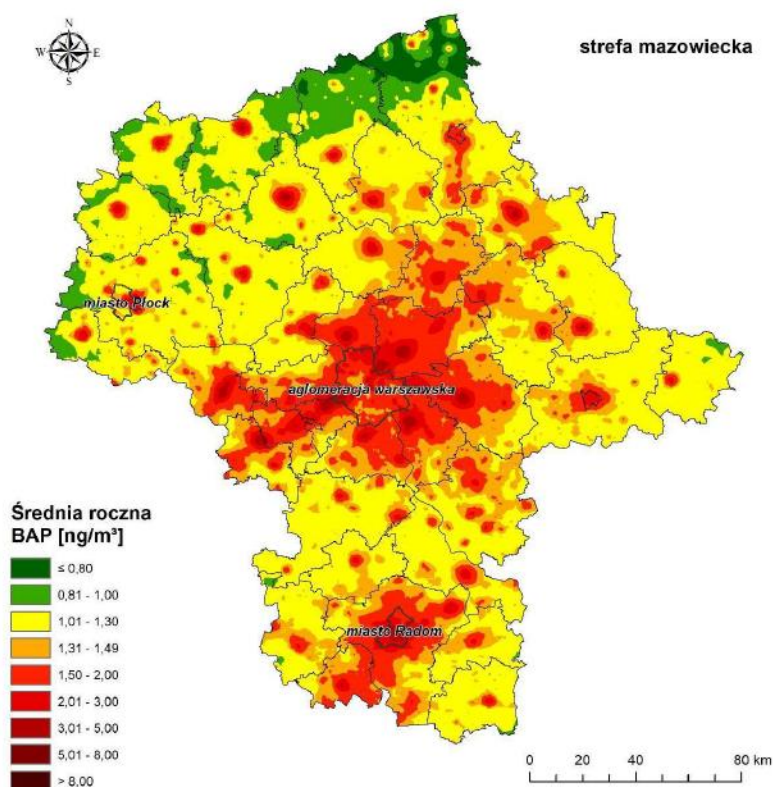 N
W E
S
strefa mazowiecka
miasto Płock
aglomeracja warszawska
miasto Radom
Średnia roczna
BAP [ng/m³]
≤ 0,80
0,81 - 1,00
1,01 - 1,30
1,31 - 1,49
1,50 - 2,00
2,01 - 3,00
3,01 - 5,00
5,01 - 8,00
> 8,00
0 20 40 80 km